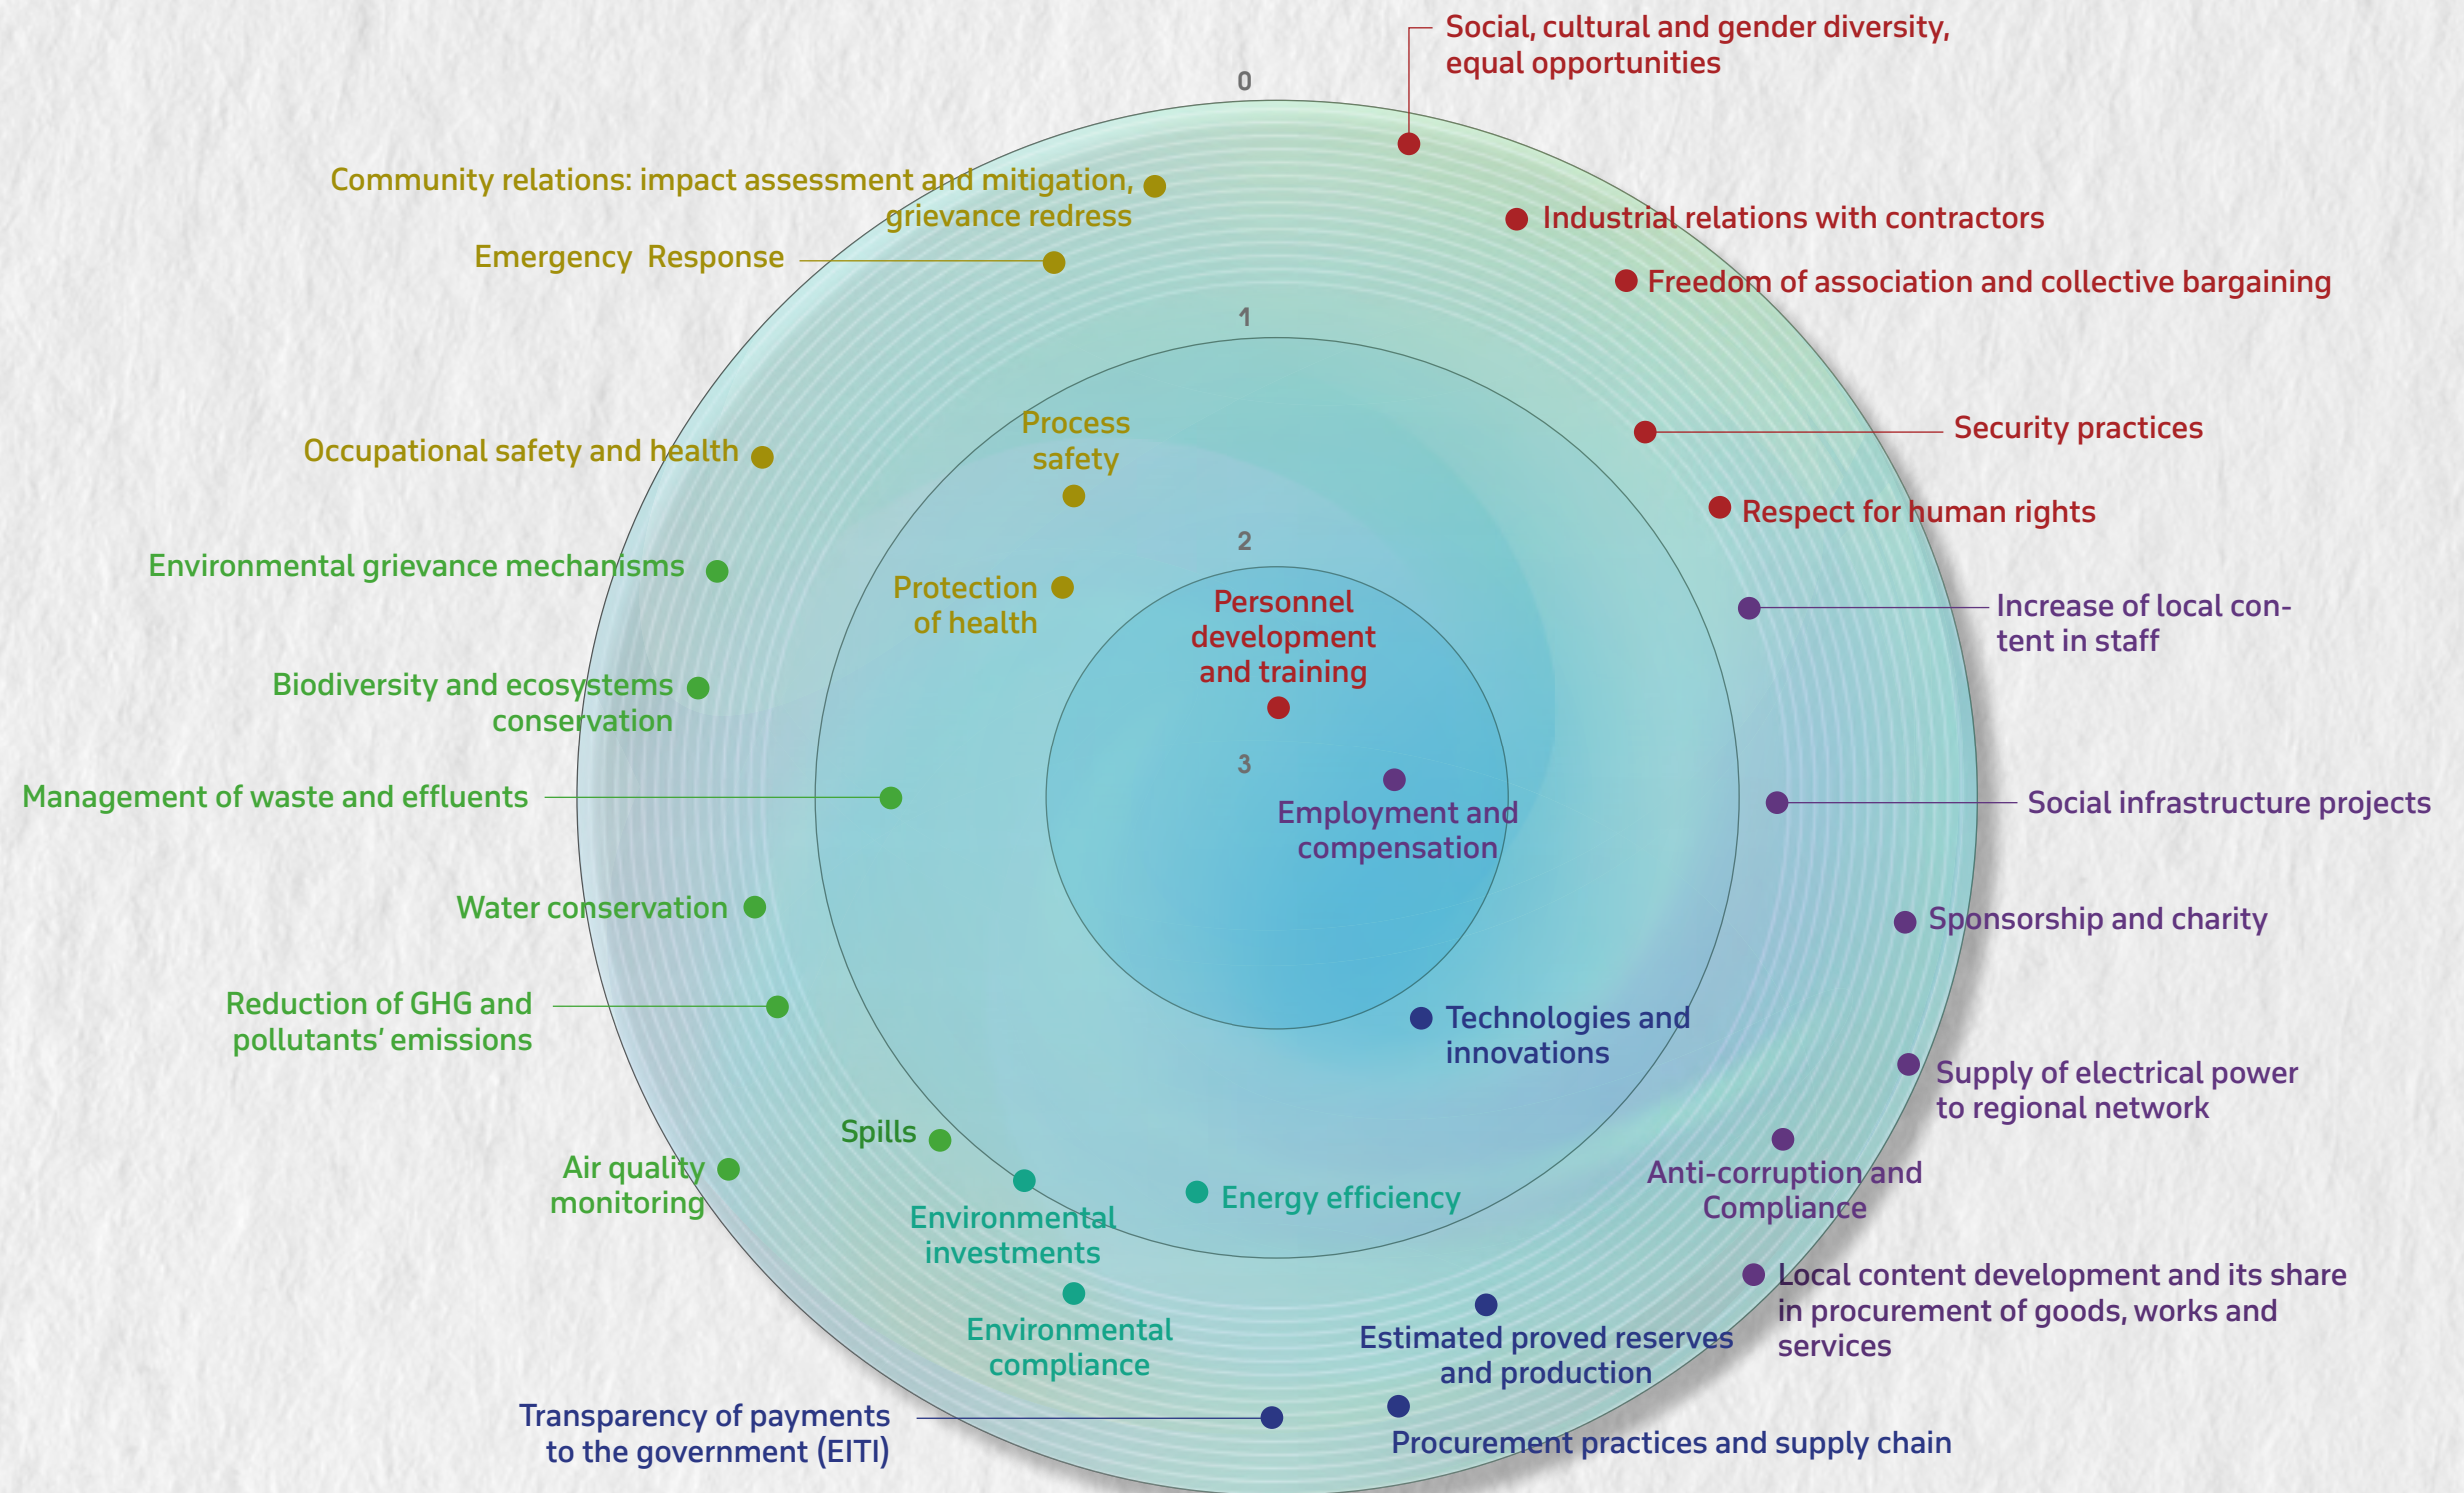 Social, cultural and gender diversity,
equal opportunities
0
Community relations: impact assessment and mitigation,
grievance redress
Industrial relations with contractors
Emergency Response
Freedom of association and collective bargaining
1
Process
safety
Security practices
Occupational safety and health
Respect for human rights
2
Environmental grievance mechanisms
Protection
of health
Personnel
development
and training
Increase of local con-
tent in staff
Biodiversity and ecosystems
conservation
3
Management of waste and effluents
Employment and
compensation
Social infrastructure projects
Water conservation
Sponsorship and charity
Reduction of GHG and
pollutants' emissions
Technologies and
innovations
Supply of electrical power
to regional network
Spills
Air quality
monitoring
Anti-corruption and
Compliance
Environmental
investments
Energy efficiency
Local content development and its share
in procurement of goods, works and
services
Environmental
compliance
Estimated proved reserves
and production
Transparency of payments
to the government (EITI)
Procurement practices and supply chain